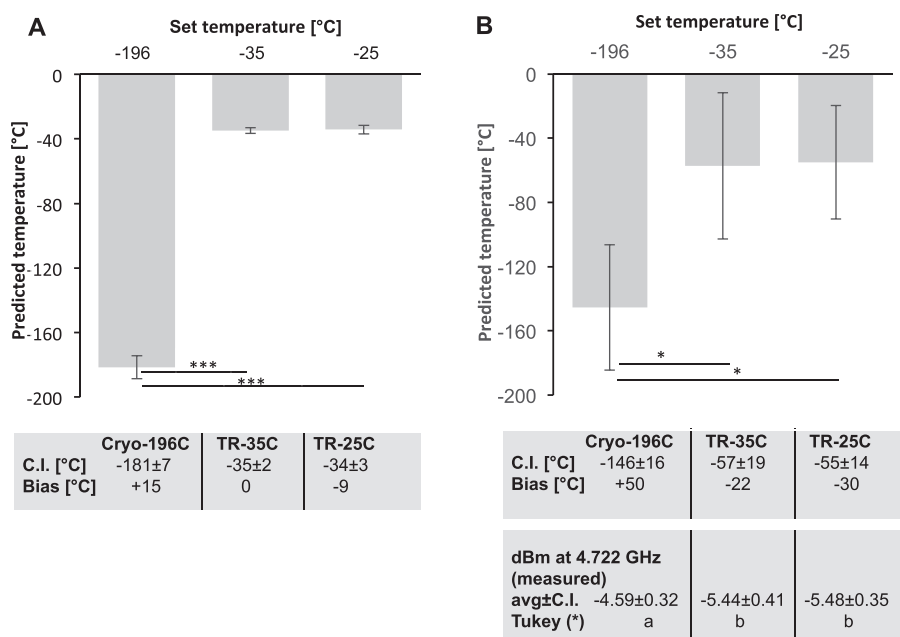 A
Set temperature [°C]
-196 -35 -25
Predicted temperature [°C]
0
-40
-80
-120
-160
-200
***
***
Cryo-196C TR-35C TR-25C
C.I. [°C] -181±7 -35±2 -34±3
Bias [°C] +15 0 -9
B
Set temperature [°C]
-196 -35 -25
Predicted temperature [°C]
0
-40
-80
-120
-160
-200
*
*
Cryo-196C TR-35C TR-25C
C.I. [°C] -146±16 -57±19 -55±14
Bias [°C] +50 -22 -30
dBm at 4.722 GHz
(measured)
avg±C.I. -4.59±0.32 -5.44±0.41 -5.48±0.35
Tukey (*) a b b